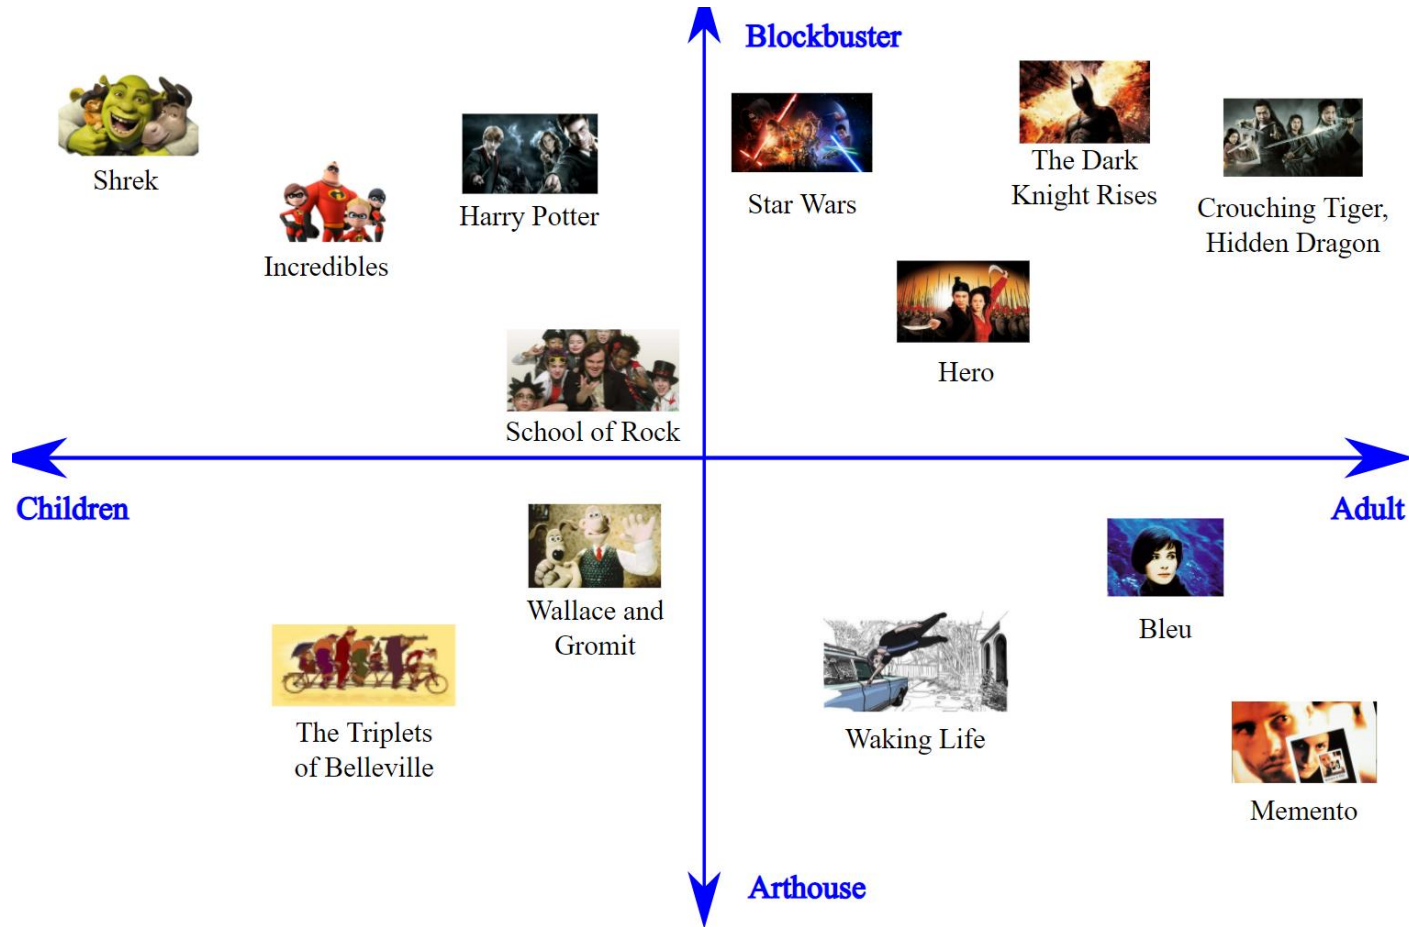 Blockbuster
Shrek
Incredibles
Harry Potter
School of Rock
Star Wars
The Dark
Knight Rises
Crouching Tiger,
Hidden Dragon
Hero
Children
Adult
Wallace and
Gromit
The Triplets
of Belleville
Bleu
Waking Life
Memento
Arthouse